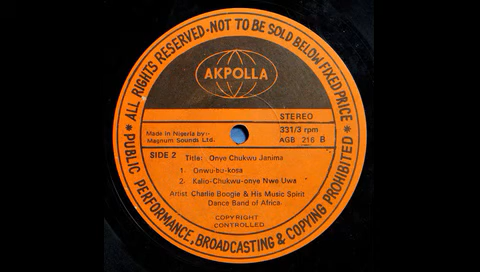 * ALL RIGHTS RESERVED·NOT TO BE SOLD BELOW FIXED PRICE *
AKPOLLA
STEREO
Made in Nigeria by:-
Magnum Sounds Ltd.
33 1/3 rpm
AGB 216 B
SIDE 2
Title: Onye Chukwu Janima
1. Onwu-bu-kosa
2. Kalio-Chukwu-onye Nwe Uwa
Artist Charlie Boogie & His Music Spirit
Dance Band of Africa.
COPYRIGHT
CONTROLLED
PUBLIC PERFORMANCE, BROADCASTING & COPYING PROHIBITED